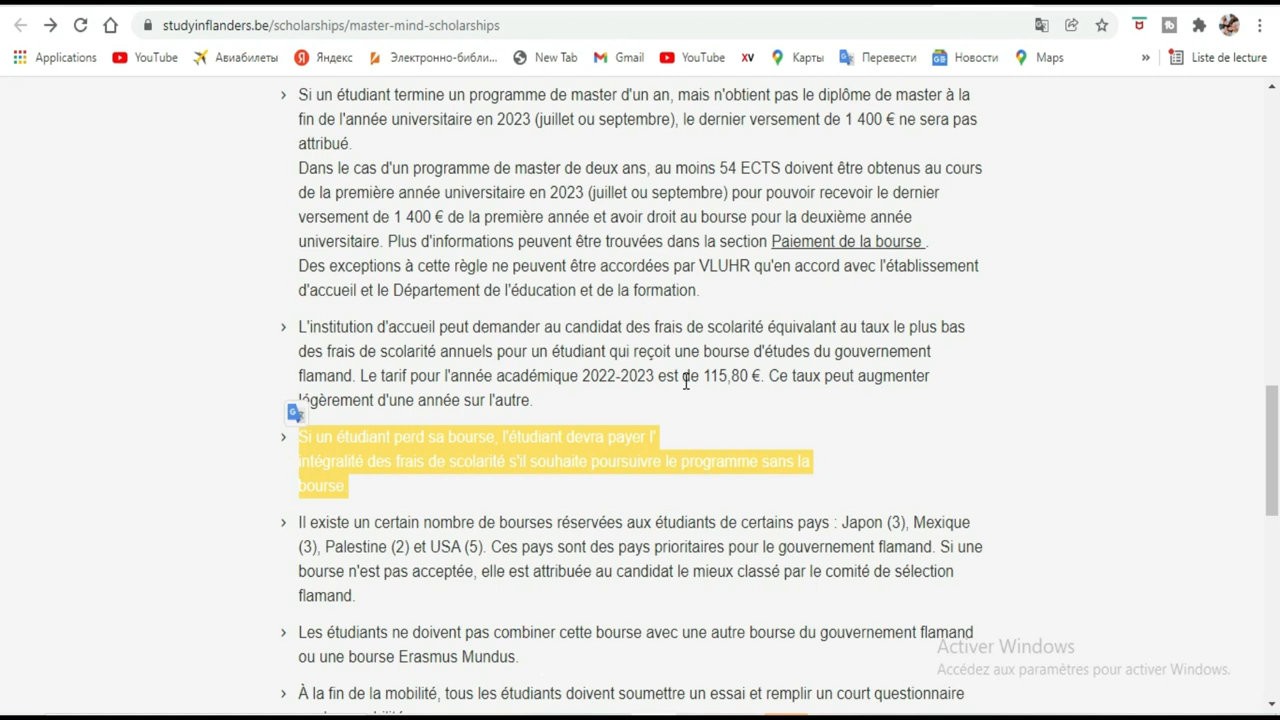 studyinflanders.be/scholarships/master-mind-scholarships
Applications YouTube Авиабилеты Яндекс Электронно-библи... New Tab Gmail YouTube XV Карты Перевести Новости Maps » Liste de lecture
Si un étudiant termine un programme de master d'un an, mais n'obtient pas le diplôme de master à la
fin de l'année universitaire en 2023 (juillet ou septembre), le dernier versement de 1 400 € ne sera pas
attribué.
Dans le cas d'un programme de master de deux ans, au moins 54 ECTS doivent être obtenus au cours
de la première année universitaire en 2023 (juillet ou septembre) pour pouvoir recevoir le dernier
versement de 1 400 € de la première année et avoir droit au bourse pour la deuxième année
universitaire. Plus d'informations peuvent être trouvées dans la section Paiement de la bourse .
Des exceptions à cette règle ne peuvent être accordées par VLUHR qu'en accord avec l'établissement
d'accueil et le Département de l'éducation et de la formation.
L'institution d'accueil peut demander au candidat des frais de scolarité équivalant au taux le plus bas
des frais de scolarité annuels pour un étudiant qui reçoit une bourse d'études du gouvernement
flamand. Le tarif pour l'année académique 2022-2023 est de 115,80 €. Ce taux peut augmenter
légèrement d'une année sur l'autre.
Si un étudiant perd sa bourse, l'étudiant devra payer l'
intégralité des frais de scolarité s'il souhaite poursuivre le programme sans la
bourse
Il existe un certain nombre de bourses réservées aux étudiants de certains pays : Japon (3), Mexique
(3), Palestine (2) et USA (5). Ces pays sont des pays prioritaires pour le gouvernement flamand. Si une
bourse n'est pas acceptée, elle est attribuée au candidat le mieux classé par le comité de sélection
flamand.
Les étudiants ne doivent pas combiner cette bourse avec une autre bourse du gouvernement flamand
ou une bourse Erasmus Mundus.
Activer Windows
Accédez aux paramètres pour activer Windows.
À la fin de la mobilité, tous les étudiants doivent soumettre un essai et remplir un court questionnaire